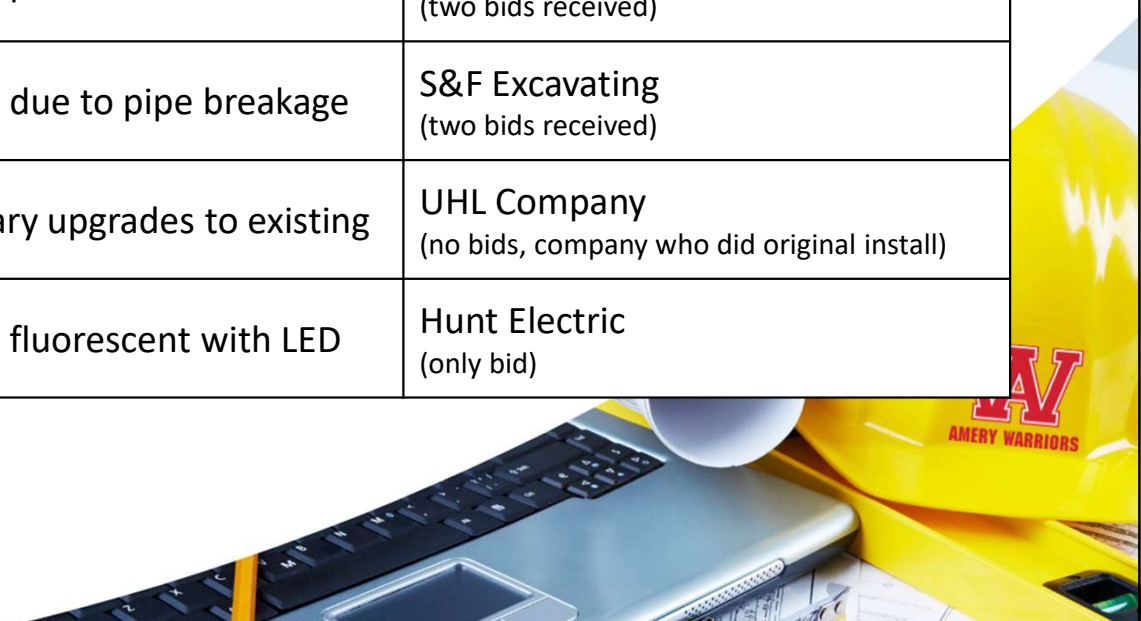 (two bids received)
due to pipe breakage
S&F Excavating
(two bids received)
upgrades to existing
UHL Company
(no bids, company who did original install)
fluorescent with LED
Hunt Electric
(only bid)
AW
AMERY WARRIORS